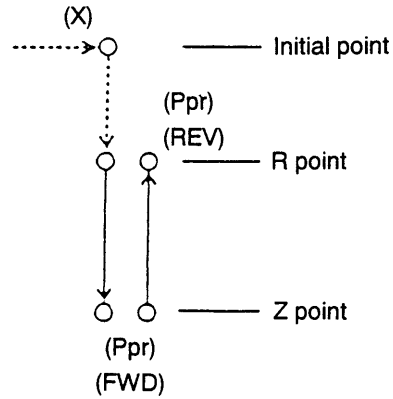 (X)
Initial point
(Ppr)
(REV)
R point
Z point
(Ppr)
(FWD)